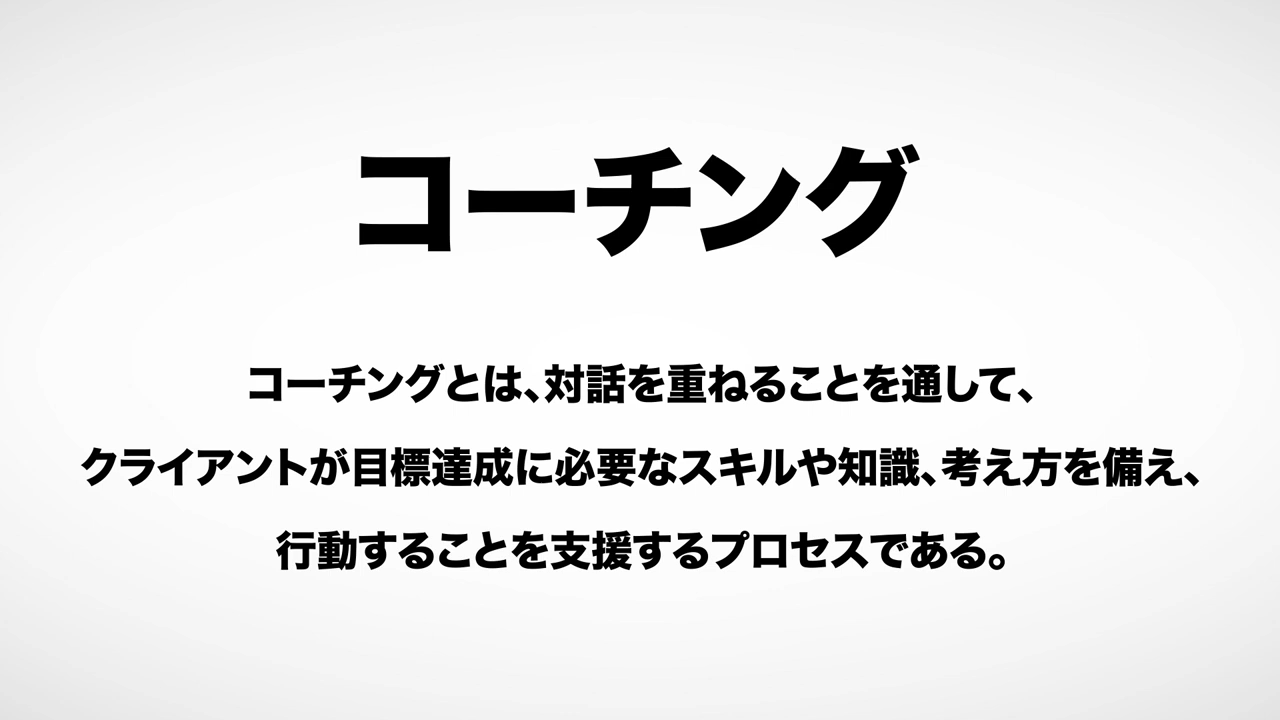 コーチング
コーチングとは、対話を重ねることを通して、
クライアントが目標達成に必要なスキルや知識、考え方を備え、
行動することを支援するプロセスである。